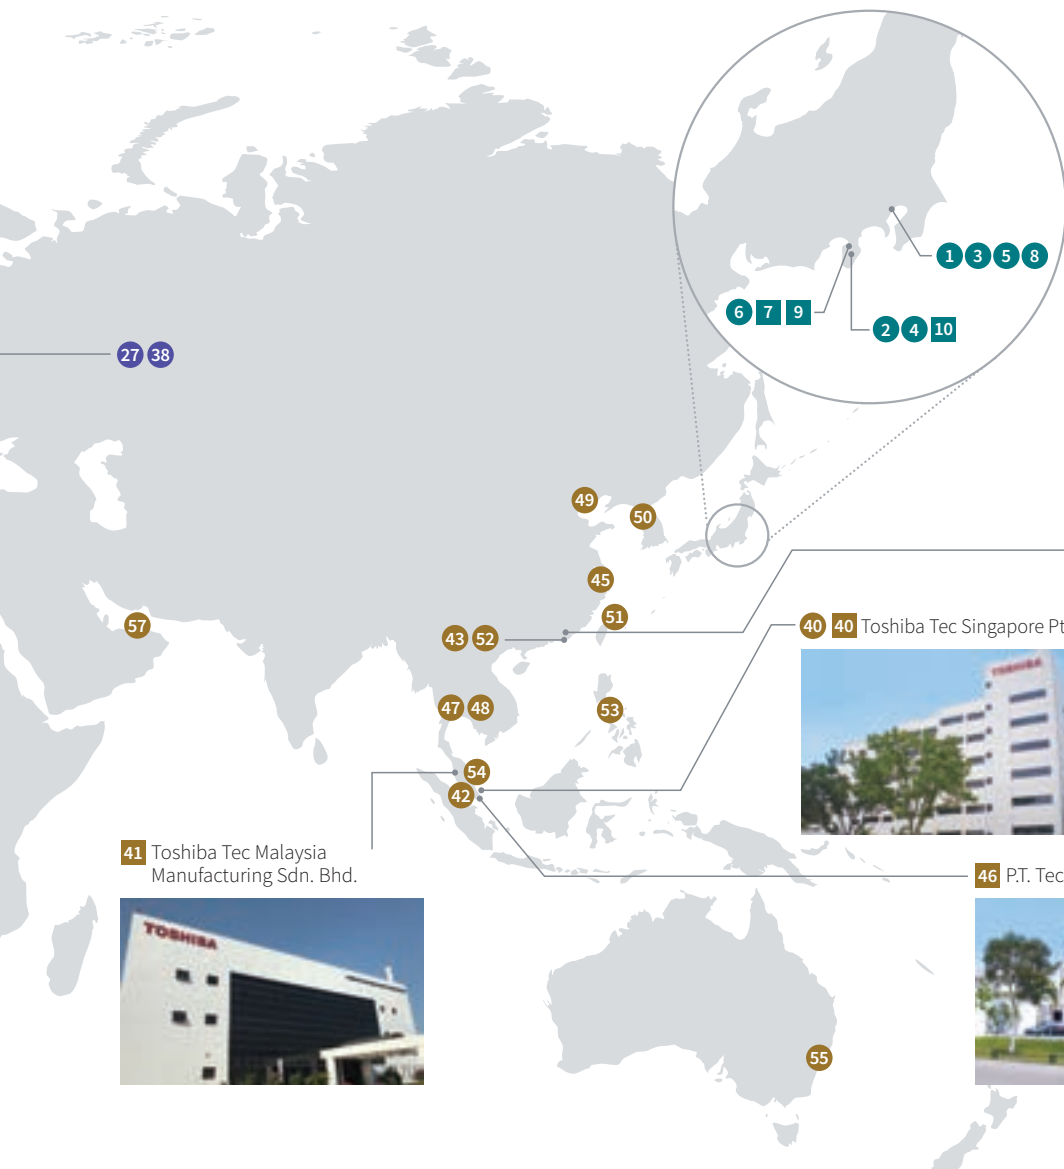 1 3 5 8
6 7 9
2 4 10
27 38
49
50
45
51
57
43 52
40 40 Toshiba Tec Singapore Pt
TOSHIBA
47 48
53
54
42
41 Toshiba Tec Malaysia
Manufacturing Sdn. Bhd.
46 P.T. Tec
TOSHIBA
55